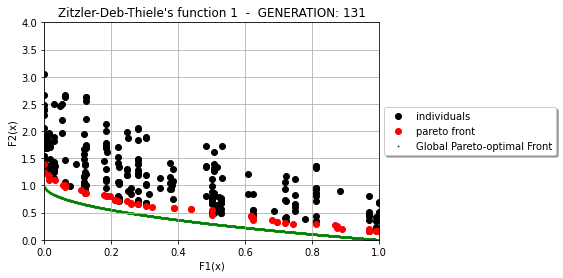 Zitzler-Deb-Thiele's function 1 - GENERATION: 131
4.0
3.5
3.0
2.5
2.0
1.5
1.0
0.5
0.0
F2(x)
0.0 0.2 0.4 0.6 0.8 1.0
F1(x)
individuals
pareto front
Global Pareto-optimal Front